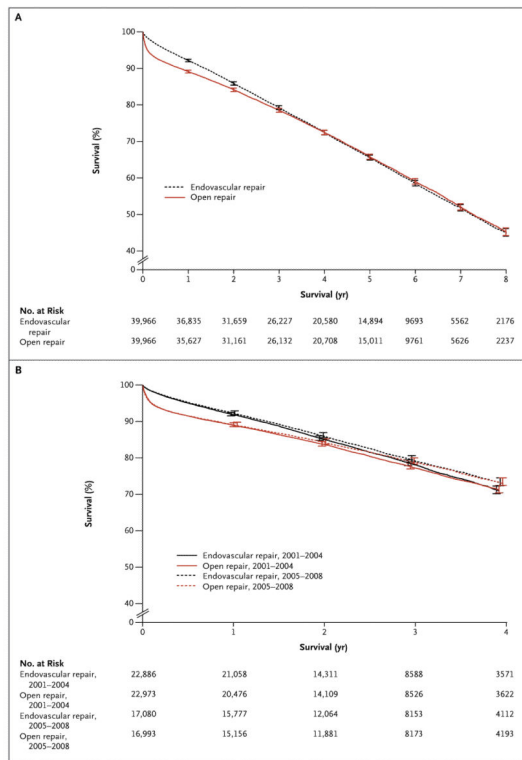 A
100
90
80
70
60
50
40
0
Survival (%)
Endovascular repair
Open repair
0 1 2 3 4 5 6 7 8
Survival (yr)
No. at Risk
Endovascular 39,966 36,835 31,659 26,227 20,580 14,894 9693 5562 2176
repair
Open repair 39,966 35,627 31,161 26,132 20,708 15,011 9761 5626 2237
B
100
90
80
70
60
50
40
0
Survival (%)
Endovascular repair, 2001–2004
Open repair, 2001–2004
Endovascular repair, 2005–2008
Open repair, 2005–2008
0 1 2 3 4
Survival (yr)
No. at Risk
Endovascular repair, 22,886 21,058 14,311 8588 3571
2001–2004
Open repair, 22,973 20,476 14,109 8526 3622
2001–2004
Endovascular repair, 17,080 15,777 12,064 8153 4112
2005–2008
Open repair, 16,993 15,156 11,881 8173 4193
2005–2008